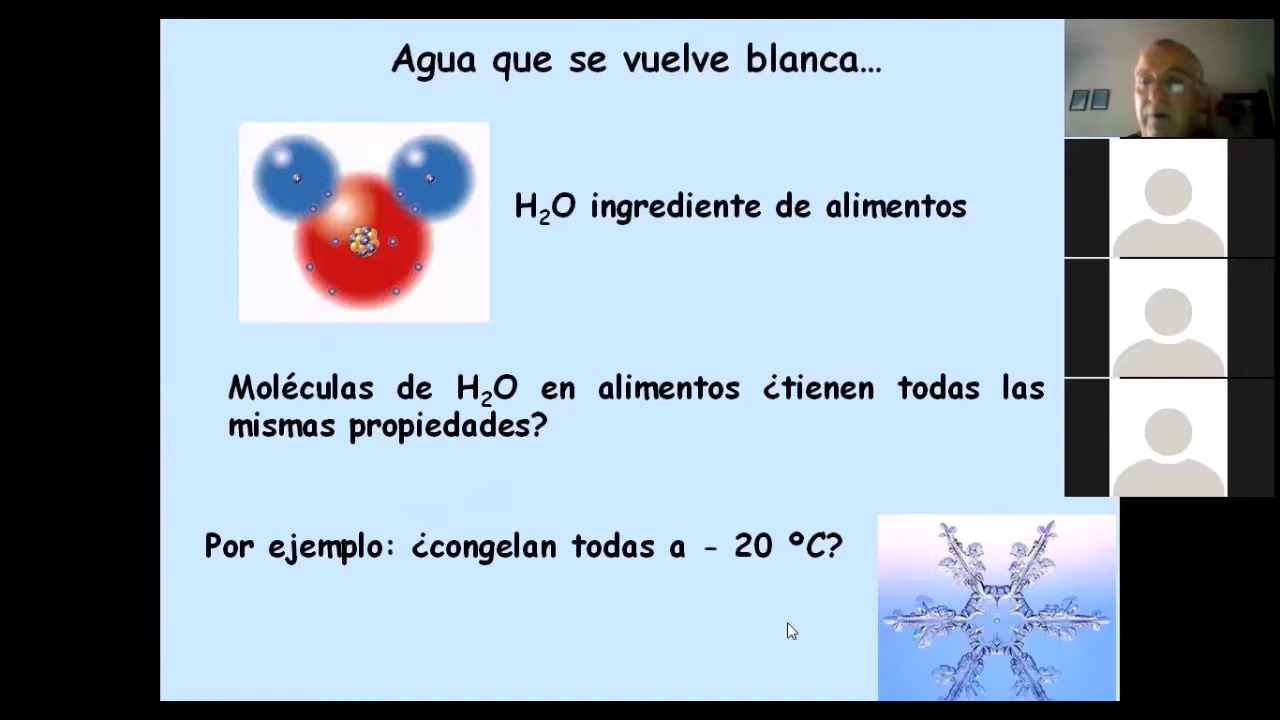 Agua que se vuelve blanca...
H₂O ingrediente de alimentos
Moléculas de H₂O en alimentos ¿tienen todas las
mismas propiedades?
Por ejemplo: ¿congelan todas a - 20 ºC?